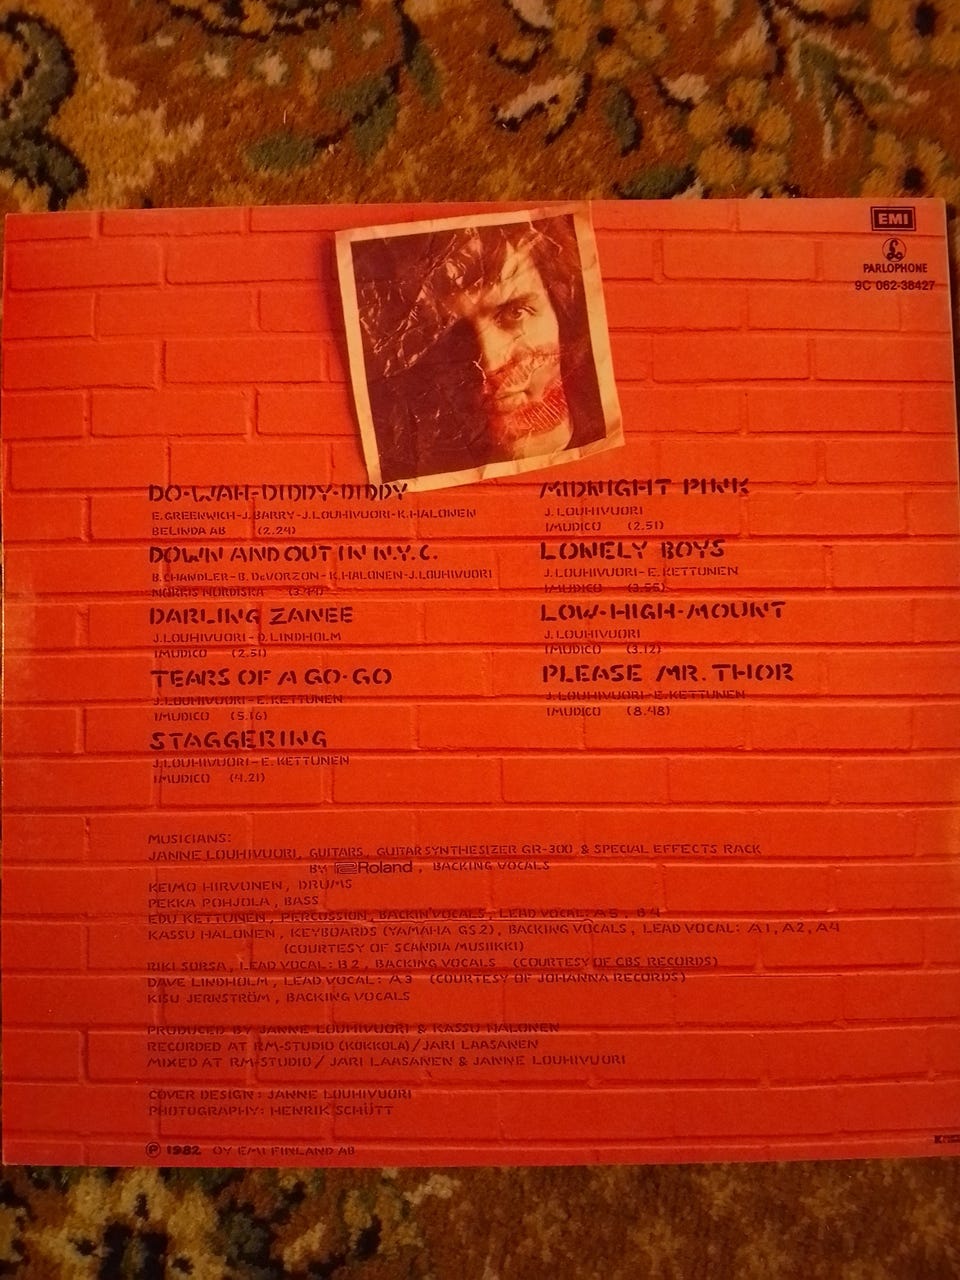 EMI
PARLOPHONE
9C 062-38427
DO-WAH-DIDDY-DIDDY
E. GREENWICH-J. BARRY-J. LOUHIVUORI-K. HALONEN
BELINDA AB (2.24)
DOWN AND OUT IN N.Y.C.
B. CHANDLER-B. DeVORZON-K. HALONEN-J. LOUHIVUORI
NORRIS NORDISKA
DARLING ZANEE
J. LOUHIVUORI-D. LINDHOLM
IMUDICO (2.51)
TEARS OF A GO-GO
J. LOUHIVUORI-E. KETTUNEN
IMUDICO (5.16)
STAGGERING
J. LOUHIVUORI-E. KETTUNEN
IMUDICO (4.21)
MIDNIGHT PINK
J. LOUHIVUORI
IMUDICO (2.51)
LONELY BOYS
J. LOUHIVUORI-E. KETTUNEN
IMUDICO
LOW-HIGH-MOUNT
J. LOUHIVUORI
IMUDICO (3.12)
PLEASE MR. THOR
J. LOUHIVUORI-E. KETTUNEN
IMUDICO (8.48)
MUSICIANS:
JANNE LOUHIVUORI, GUITARS, GUITAR SYNTHESIZER GR-300 & SPECIAL EFFECTS RACK
BY Roland, BACKING VOCALS
KEIMO HIRVONEN, DRUMS
PEKKA POHJOLA, BASS
EDU KETTUNEN, PERCUSSION, BACKIN'VOCALS, LEAD VOCAL: A5, B4
KASSU HALONEN, KEYBOARDS (YAMAHA GS2), BACKING VOCALS, LEAD VOCAL: A1, A2, A4
(COURTESY OF SCANDIA MUSIIKKI)
RIKI SORSA, LEAD VOCAL: B2, BACKING VOCALS (COURTESY OF CBS RECORDS)
DAVE LINDHOLM, LEAD VOCAL: A3 (COURTESY OF JOHANNA RECORDS)
KISU JERNSTRÖM, BACKING VOCALS
PRODUCED BY JANNE LOUHIVUORI & KASSU HALONEN
RECORDED AT RM-STUDIO (KOKKOLA)/JARI LAASANEN
MIXED AT RM-STUDIO/JARI LAASANEN & JANNE LOUHIVUORI
COVER DESIGN: JANNE LOUHIVUORI
PHOTOGRAPHY: HENRIK SCHÜTT
℗ 1982 OY EMI FINLAND AB